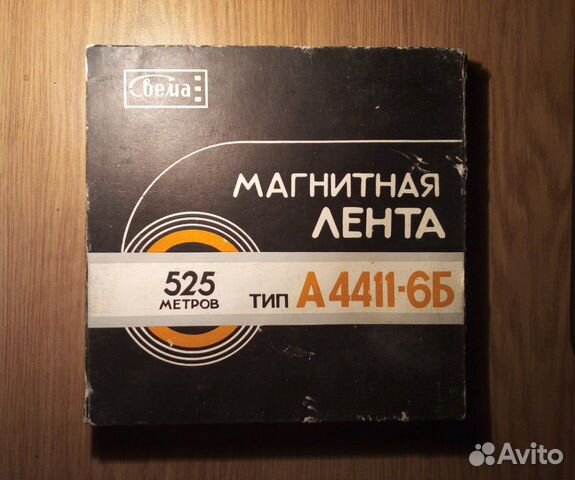 Свема
МАГНИТНАЯ
ЛЕНТА
525
МЕТРОВ
ТИП А4411-6Б
Avito